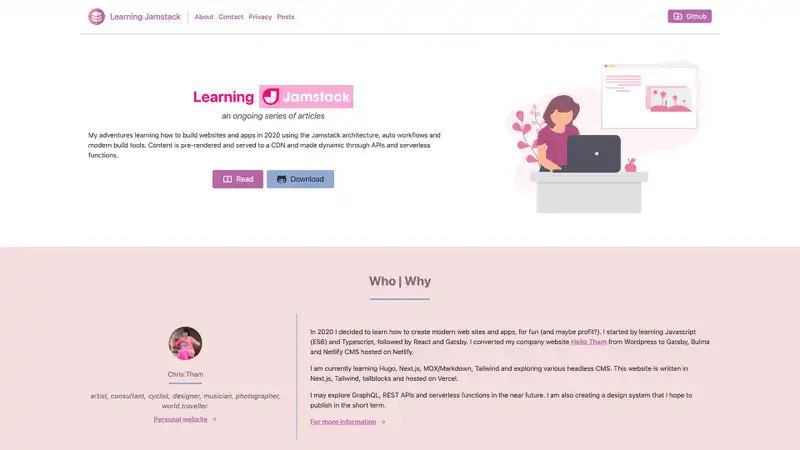 Learning Jamstack
About Contact Privacy Posts
Github
Learning Jamstack
an ongoing series of articles
My adventures learning how to build websites and apps in 2020 using the Jamstack architecture, auto workflows and
modern build tools. Content is pre-rendered and served to a CDN and made dynamic through APIs and serverless
functions.
Read
Download
Who | Why
Chris Tham
artist, consultant, cyclist, designer, musician, photographer,
world traveller
Personal website →
In 2020 I decided to learn how to create modern web sites and apps, for fun (and maybe profit?). I started by learning Javascript
(ES6) and Typescript, followed by React and Gatsby. I converted my company website Hello Tham from Wordpress to Gatsby, Bulma
and Netlify CMS hosted on Netlify.
I am currently learning Hugo, Next.js, MDX/Markdown, Tailwind and exploring various headless CMS. This website is written in
Next.js, Tailwind, tailblocks and hosted on Vercel.
I may explore GraphQL, REST APIs and serverless functions in the near future. I am also creating a design system that I hope to
publish in the short term.
For more information →